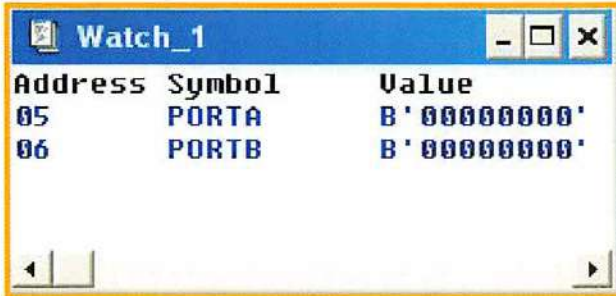 Watch_1
Address Symbol Value
05 PORTA B'00000000'
06 PORTB B'00000000'